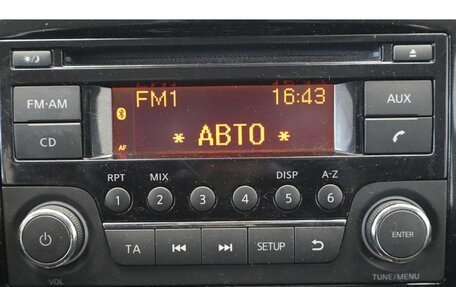 FM1 16:43
* АВТО *
AF
FM-AM
AUX
CD
RPT MIX DISP A-Z
1 2 3 4 5 6
TA SETUP ENTER
VOL TUNE/MENU